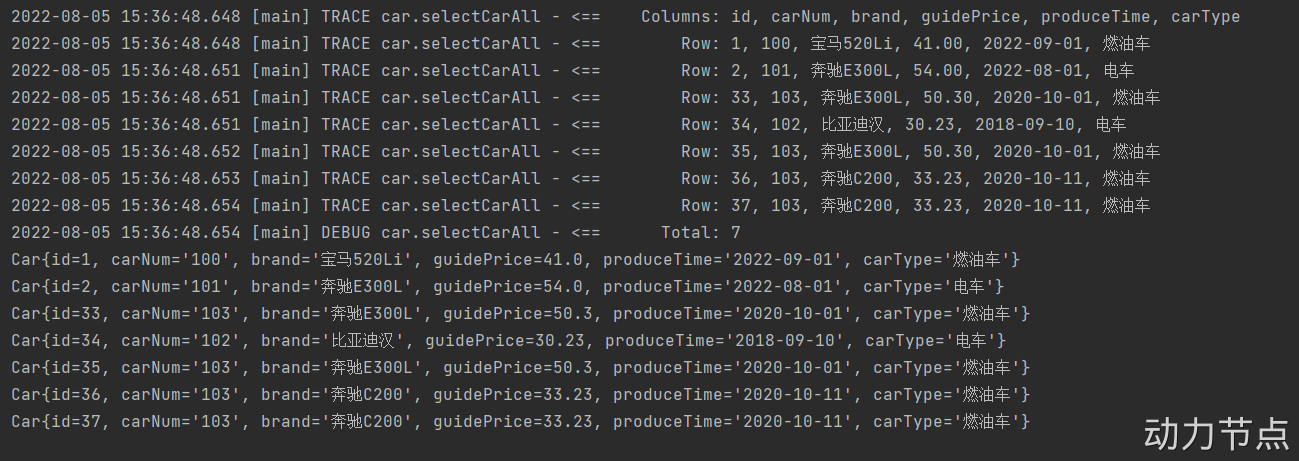 2022-08-05 15:36:48.648 [main] TRACE car.selectCarAll - <==    Columns: id, carNum, brand, guidePrice, produceTime, carType
2022-08-05 15:36:48.648 [main] TRACE car.selectCarAll - <==        Row: 1, 100, 宝马520Li, 41.00, 2022-09-01, 燃油车
2022-08-05 15:36:48.651 [main] TRACE car.selectCarAll - <==        Row: 2, 101, 奔驰E300L, 54.00, 2022-08-01, 电车
2022-08-05 15:36:48.651 [main] TRACE car.selectCarAll - <==        Row: 33, 103, 奔驰E300L, 50.30, 2020-10-01, 燃油车
2022-08-05 15:36:48.651 [main] TRACE car.selectCarAll - <==        Row: 34, 102, 比亚迪汉, 30.23, 2018-09-10, 电车
2022-08-05 15:36:48.652 [main] TRACE car.selectCarAll - <==        Row: 35, 103, 奔驰E300L, 50.30, 2020-10-01, 燃油车
2022-08-05 15:36:48.653 [main] TRACE car.selectCarAll - <==        Row: 36, 103, 奔驰C200, 33.23, 2020-10-11, 燃油车
2022-08-05 15:36:48.654 [main] TRACE car.selectCarAll - <==        Row: 37, 103, 奔驰C200, 33.23, 2020-10-11, 燃油车
2022-08-05 15:36:48.654 [main] DEBUG car.selectCarAll - <==      Total: 7
Car{id=1, carNum='100', brand='宝马520Li', guidePrice=41.0, produceTime='2022-09-01', carType='燃油车'}
Car{id=2, carNum='101', brand='奔驰E300L', guidePrice=54.0, produceTime='2022-08-01', carType='电车'}
Car{id=33, carNum='103', brand='奔驰E300L', guidePrice=50.3, produceTime='2020-10-01', carType='燃油车'}
Car{id=34, carNum='102', brand='比亚迪汉', guidePrice=30.23, produceTime='2018-09-10', carType='电车'}
Car{id=35, carNum='103', brand='奔驰E300L', guidePrice=50.3, produceTime='2020-10-01', carType='燃油车'}
Car{id=36, carNum='103', brand='奔驰C200', guidePrice=33.23, produceTime='2020-10-11', carType='燃油车'}
Car{id=37, carNum='103', brand='奔驰C200', guidePrice=33.23, produceTime='2020-10-11', carType='燃油车'}
动力节点